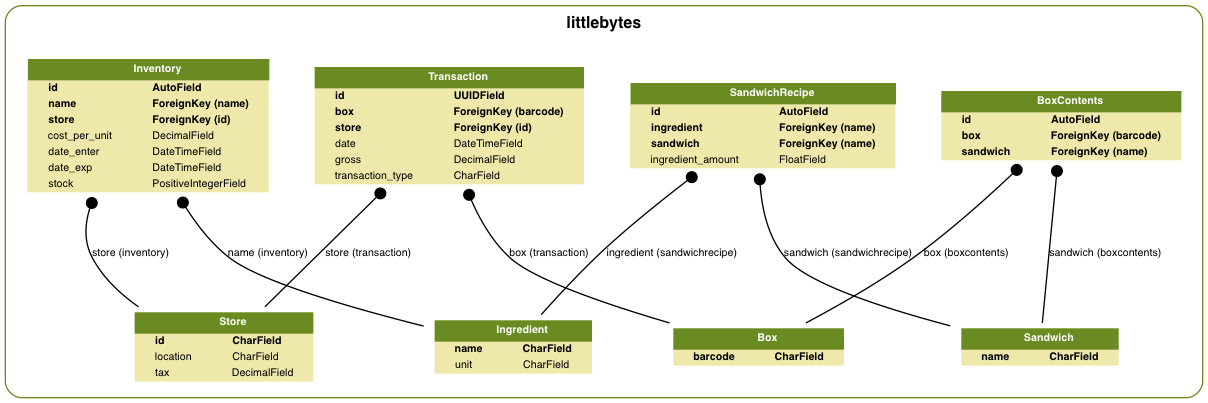 littlebytes
Inventory
id AutoField
name ForeignKey (name)
store ForeignKey (id)
cost_per_unit DecimalField
date_enter DateTimeField
date_exp DateTimeField
stock PositiveIntegerField
Transaction
id UUIDField
box ForeignKey (barcode)
store ForeignKey (id)
date DateTimeField
gross DecimalField
transaction_type CharField
SandwichRecipe
id AutoField
ingredient ForeignKey (name)
sandwich ForeignKey (name)
ingredient_amount FloatField
BoxContents
id AutoField
box ForeignKey (barcode)
sandwich ForeignKey (name)
store (inventory)
name (inventory)
store (transaction)
box (transaction)
ingredient (sandwichrecipe)
sandwich (sandwichrecipe)
box (boxcontents)
sandwich (boxcontents)
Store
id CharField
location CharField
tax DecimalField
Ingredient
name CharField
unit CharField
Box
barcode CharField
Sandwich
name CharField